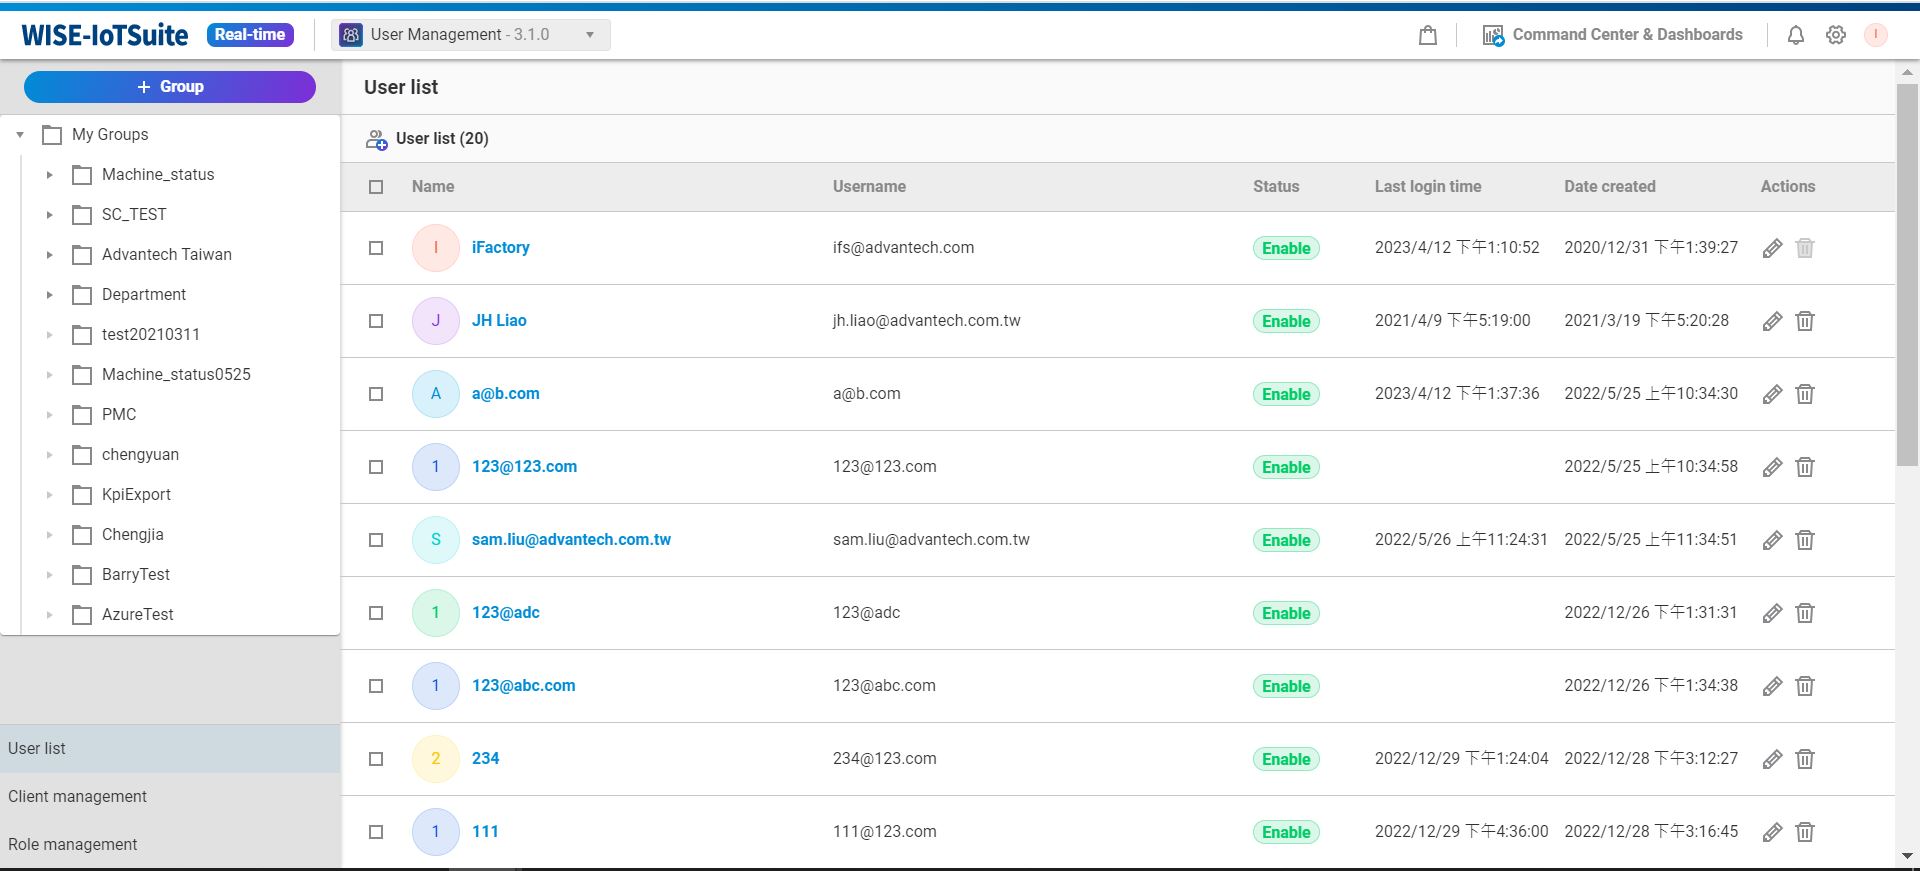 WISE-IoTSuite Real-time User Management - 3.1.0 Command Center & Dashboards I
+ Group
My Groups
Machine_status
SC_TEST
Advantech Taiwan
Department
test20210311
Machine_status0525
PMC
chengyuan
KpiExport
Chengjia
BarryTest
AzureTest
User list
Client management
Role management
User list
User list (20)
Name Username Status Last login time Date created Actions
I iFactory ifs@advantech.com Enable 2023/4/12 下午1:10:52 2020/12/31 下午1:39:27
J JH Liao jh.liao@advantech.com.tw Enable 2021/4/9 下午5:19:00 2021/3/19 下午5:20:28
A a@b.com a@b.com Enable 2023/4/12 下午1:37:36 2022/5/25 上午10:34:30
1 123@123.com 123@123.com Enable 2022/5/25 上午10:34:58
S sam.liu@advantech.com.tw sam.liu@advantech.com.tw Enable 2022/5/26 上午11:24:31 2022/5/25 上午11:34:51
1 123@adc 123@adc Enable 2022/12/26 下午1:31:31
1 123@abc.com 123@abc.com Enable 2022/12/26 下午1:34:38
2 234 234@123.com Enable 2022/12/29 下午1:24:04 2022/12/28 下午3:12:27
1 111 111@123.com Enable 2022/12/29 下午4:36:00 2022/12/28 下午3:16:45